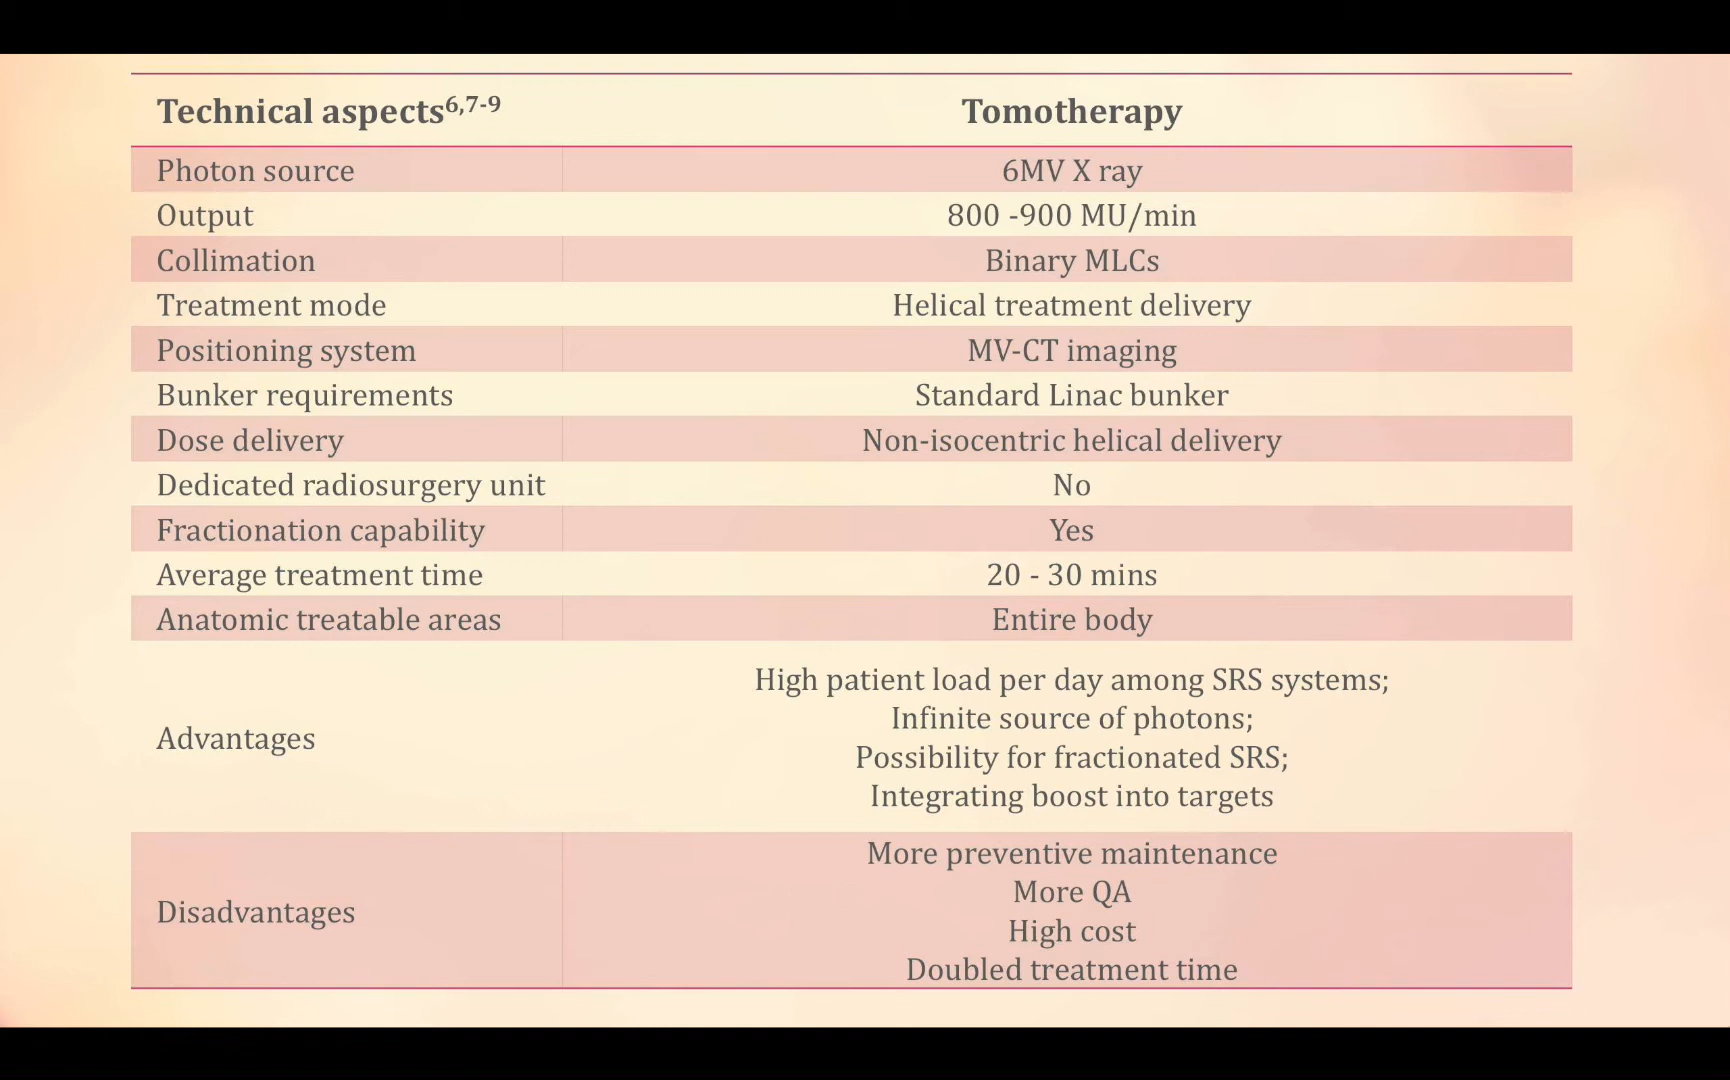 Technical aspects6,7-9 Tomotherapy
Photon source 6MV X ray
Output 800 -900 MU/min
Collimation Binary MLCs
Treatment mode Helical treatment delivery
Positioning system MV-CT imaging
Bunker requirements Standard Linac bunker
Dose delivery Non-isocentric helical delivery
Dedicated radiosurgery unit No
Fractionation capability Yes
Average treatment time 20 - 30 mins
Anatomic treatable areas Entire body
Advantages
High patient load per day among SRS systems;
Infinite source of photons;
Possibility for fractionated SRS;
Integrating boost into targets
Disadvantages
More preventive maintenance
More QA
High cost
Doubled treatment time